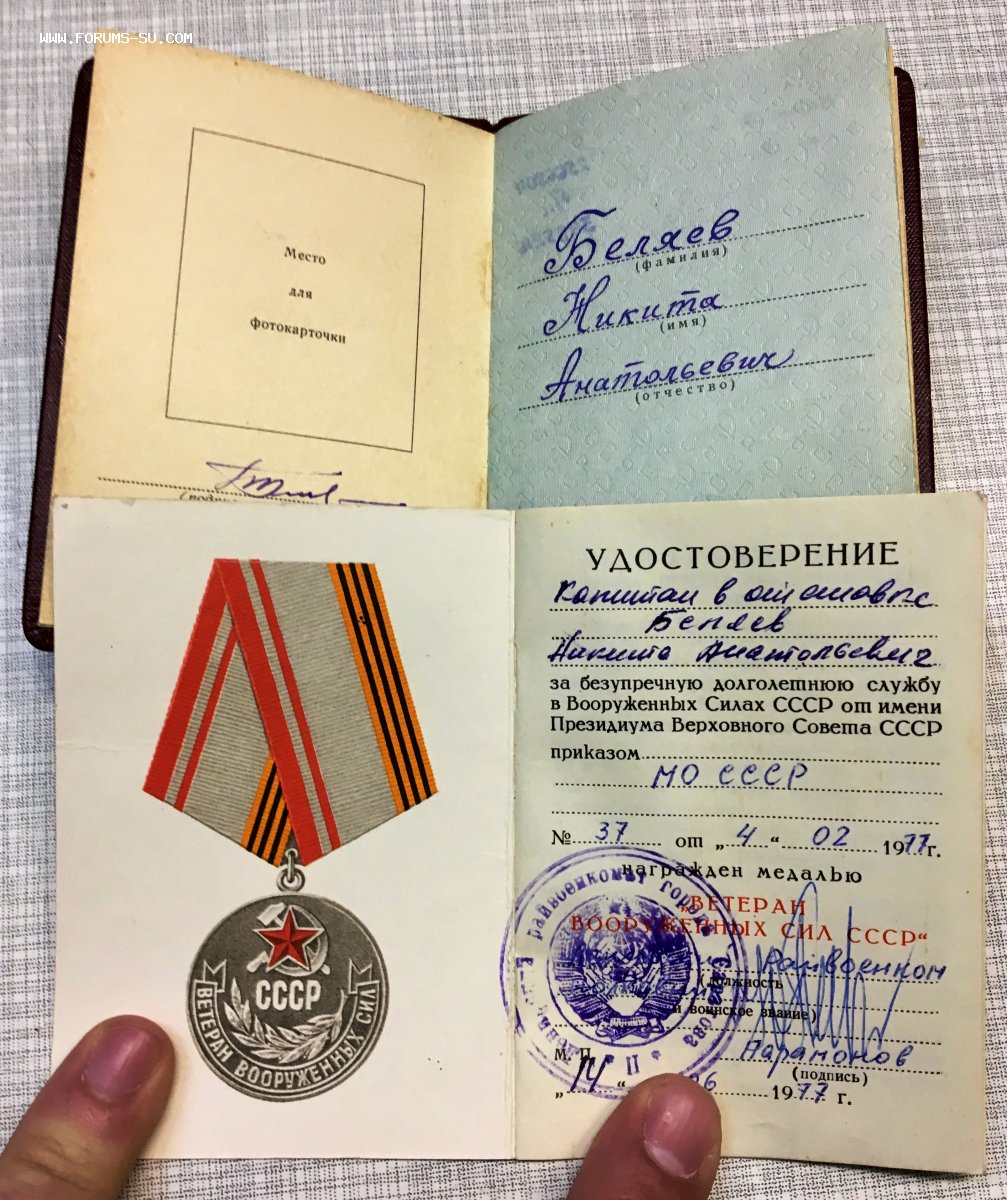 WWW.FORUMS-SU.COM
Место
для
фотокарточки
Беляев
(фамилия)
Никита
(имя)
Анатольевич
(отчество)
СССР
ВЕТЕРАН ВООРУЖЕННЫХ СИЛ
УДОСТОВЕРЕНИЕ
Капитан в отставке
Беляев
Никита Анатольевич
за безупречную долголетнюю службу
в Вооруженных Силах СССР от имени
Президиума Верховного Совета СССР
приказом
МО СССР
№ 37 от „4“ 02 1977 г.
награжден медалью
„ВЕТЕРАН
ВООРУЖЕННЫХ СИЛ СССР“
Райвоенком
(должность
и воинское звание)
Парамонов
М. П.
(подпись)
„14“ 06 1977 г.